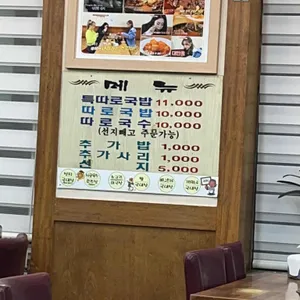 메뉴
특따로국밥 11,000
따로국밥 10,000
따로국수 10,000
(선지빼고 주문가능)
추가밥 1,000
추가사리 1,000
선지 5,000